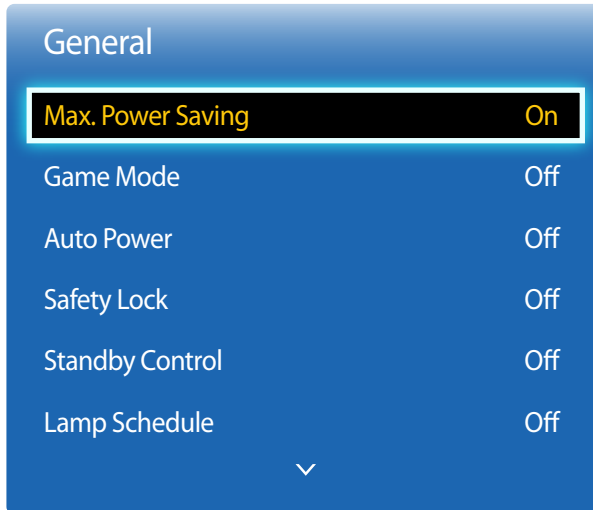 General
Max. Power Saving On
Game Mode Off
Auto Power Off
Safety Lock Off
Standby Control Off
Lamp Schedule Off